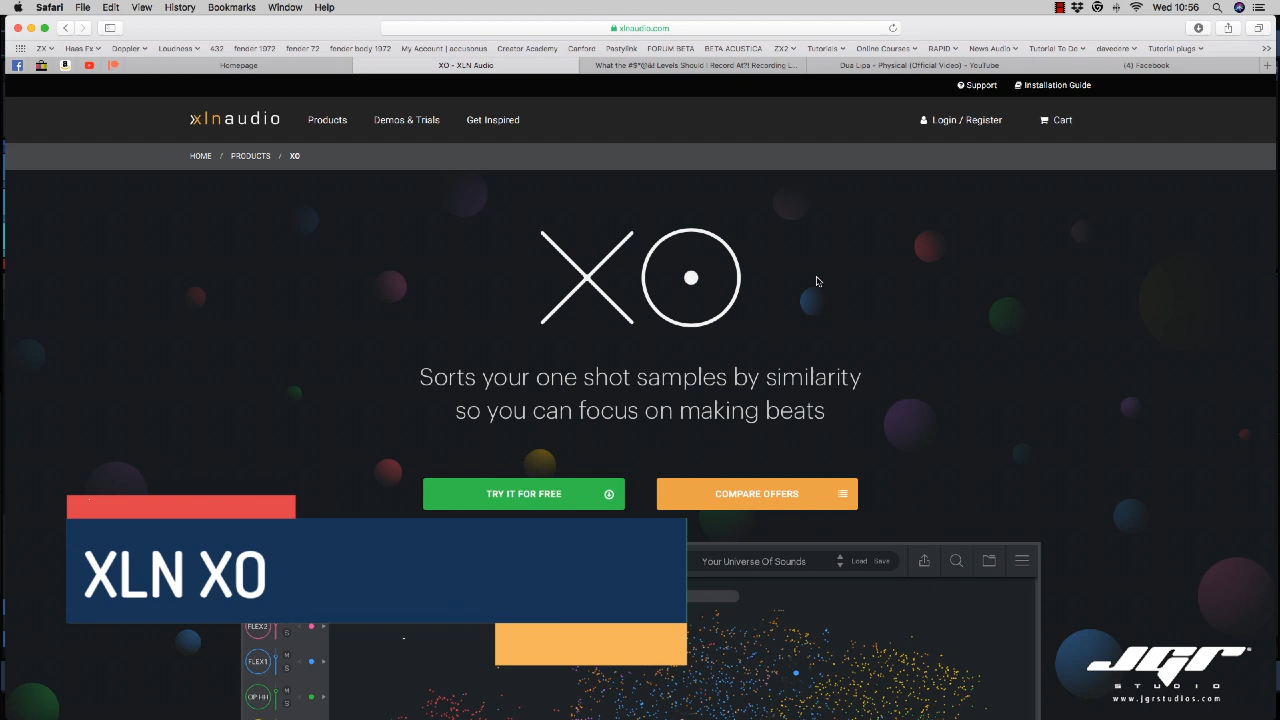 Safari File Edit View History Bookmarks Window Help
Wed 10:56
xlnaudio.com
ZX Haas Fx Doppler Loudness 432 fender 1972 fender 72 fender body 1972 My Account | accusonus Creator Academy Canford Pastylink FORUM BETA BETA ACUSTICA ZX2 Tutorials Online Courses RAPID News Audio Tutorial To Do davedere Tutorial plugs
Homepage XO - XLN Audio What the #$*@&! Levels Should I Record At?! Recording L... Dua Lipa - Physical (Official Video) - YouTube (4) Facebook
Support Installation Guide
xlnaudio Products Demos & Trials Get Inspired Login / Register Cart
HOME / PRODUCTS / XO
XO
Sorts your one shot samples by similarity
so you can focus on making beats
TRY IT FOR FREE COMPARE OFFERS
XLN XO
Your Universe Of Sounds Load Save
FLEX2 M
S
FLEX1 M
S
OP HH M
S
JGR
STUDIO
www.jgrstudios.com